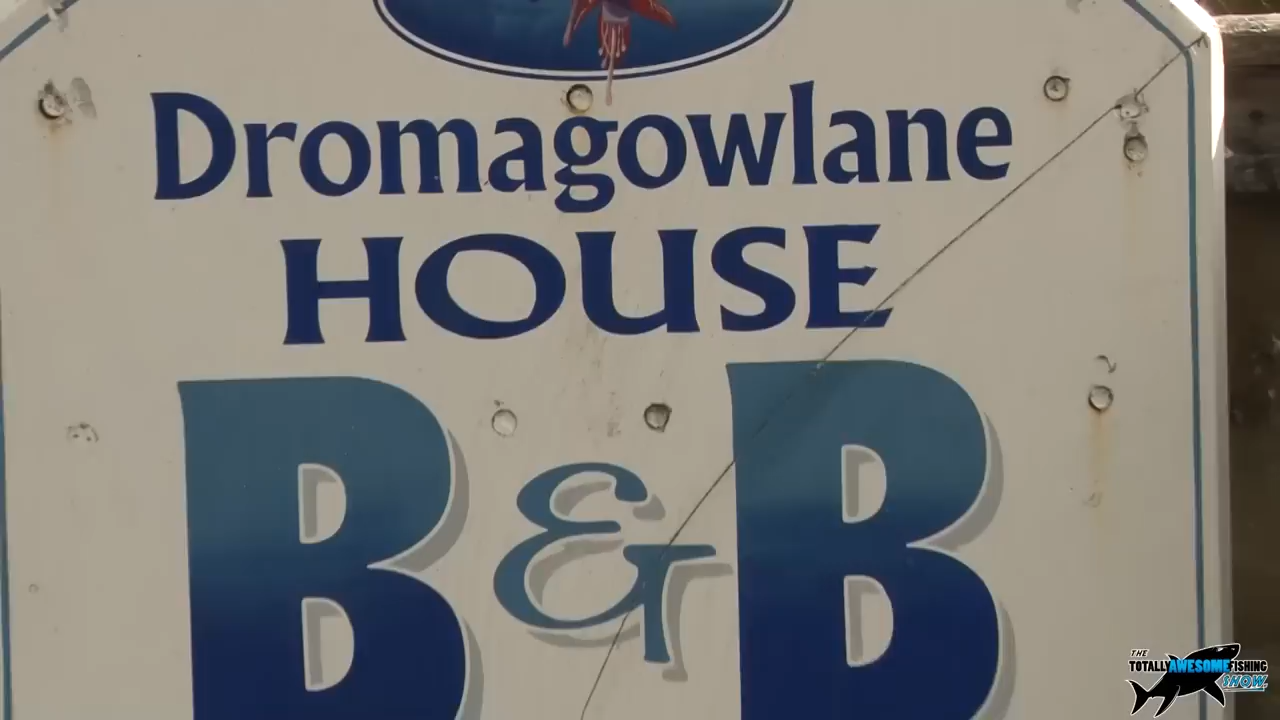 Dromagowlane
HOUSE
B & B
THE
TOTALLY AWESOME FISHING
SHOW